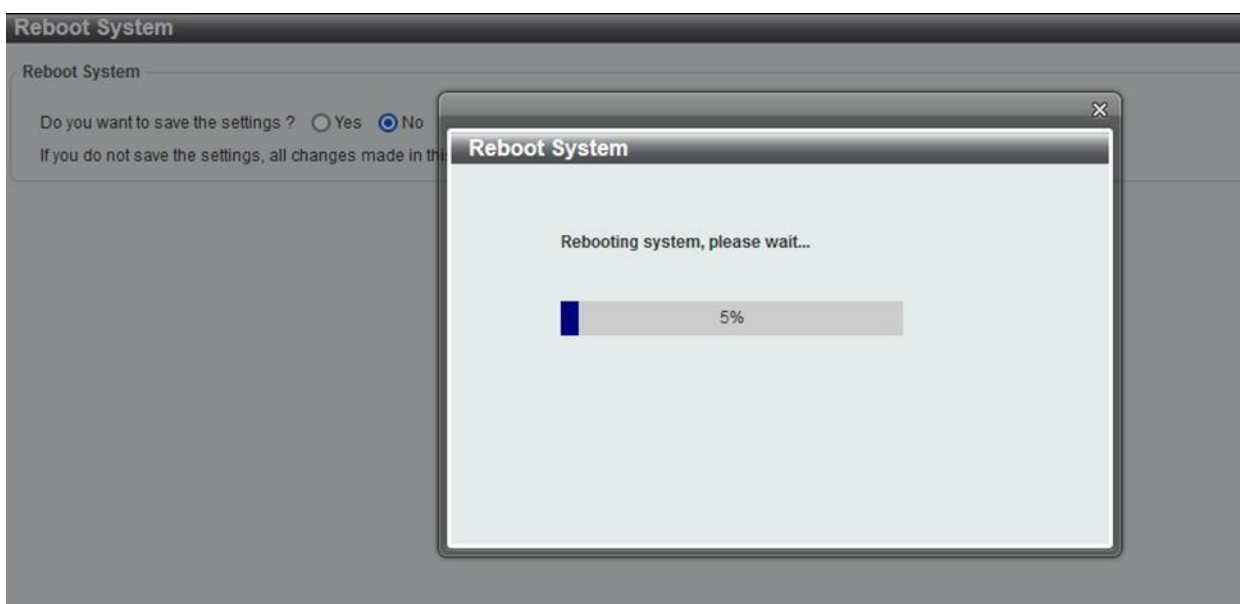 Reboot System
Reboot System
Do you want to save the settings ? Yes No
If you do not save the settings, all changes made in
Reboot System
Rebooting system, please wait...
5%